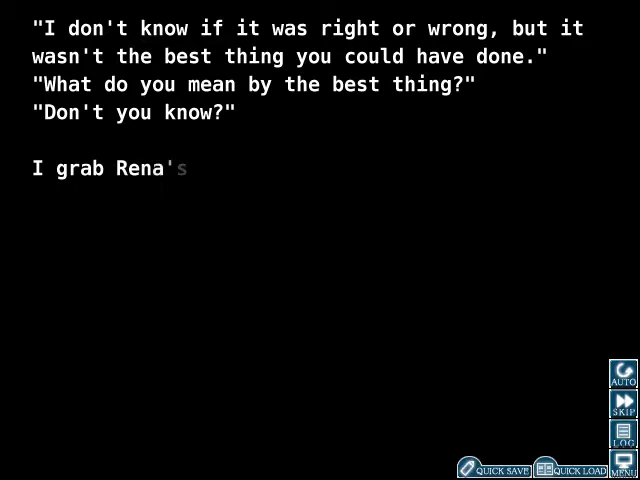 "I don't know if it was right or wrong, but it
wasn't the best thing you could have done."
"What do you mean by the best thing?"
"Don't you know?"
I grab Rena's
AUTO
SKIP
LOG
MENU
QUICK SAVE
QUICK LOAD